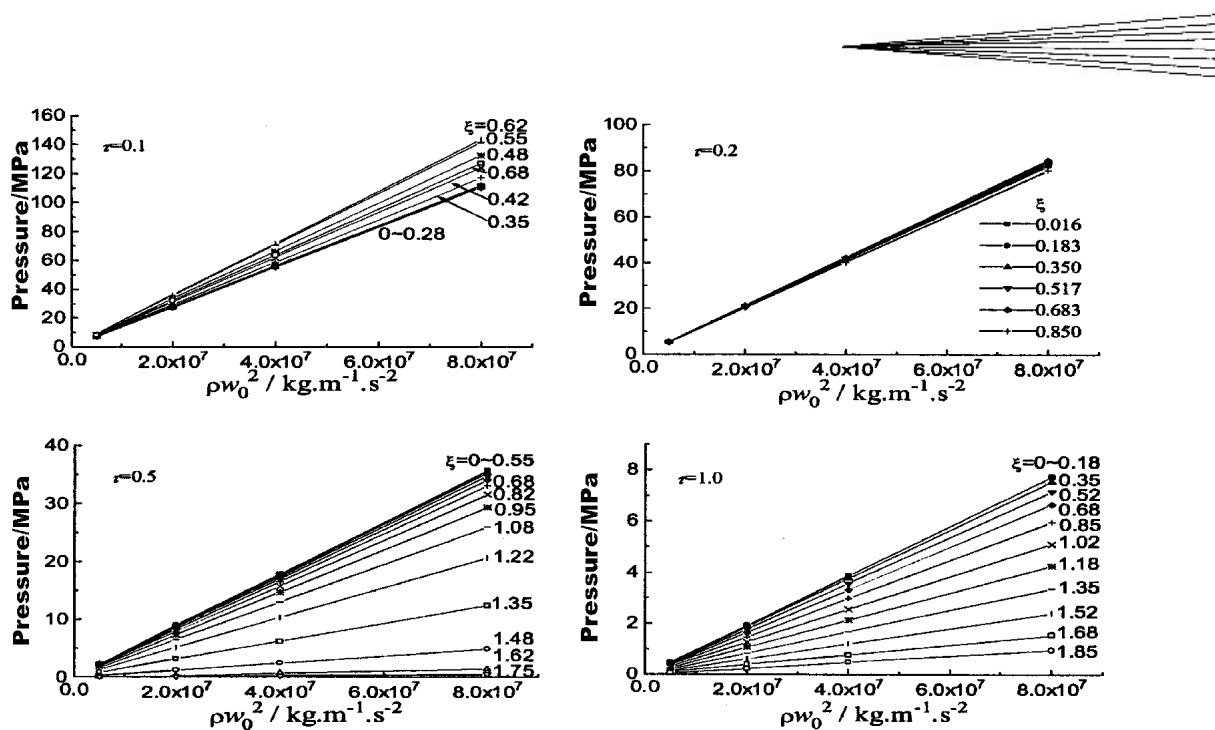 160
140
120
100
80
60
40
20
0
Pressure/MPa
τ=0.1
ξ=0.62
0.55
0.48
0.68
0.42
0.35
0~0.28
0.0 2.0x10⁷ 4.0x10⁷ 6.0x10⁷ 8.0x10⁷
ρw₀² / kg.m⁻¹.s⁻²
100
80
60
40
20
0
Pressure/MPa
τ=0.2
ξ
0.016
0.183
0.350
0.517
0.683
0.850
0.0 2.0x10⁷ 4.0x10⁷ 6.0x10⁷ 8.0x10⁷
ρw₀² / kg.m⁻¹.s⁻²
40
30
20
10
0
Pressure/MPa
τ=0.5
ξ=0~0.55
0.68
0.82
0.95
1.08
1.22
1.35
1.48
1.62
1.75
0.0 2.0x10⁷ 4.0x10⁷ 6.0x10⁷ 8.0x10⁷
ρw₀² / kg.m⁻¹.s⁻²
8
6
4
2
0
Pressure/MPa
τ=1.0
ξ=0~0.18
0.35
0.52
0.68
0.85
1.02
1.18
1.35
1.52
1.68
1.85
0.0 2.0x10⁷ 4.0x10⁷ 6.0x10⁷ 8.0x10⁷
ρw₀² / kg.m⁻¹.s⁻²